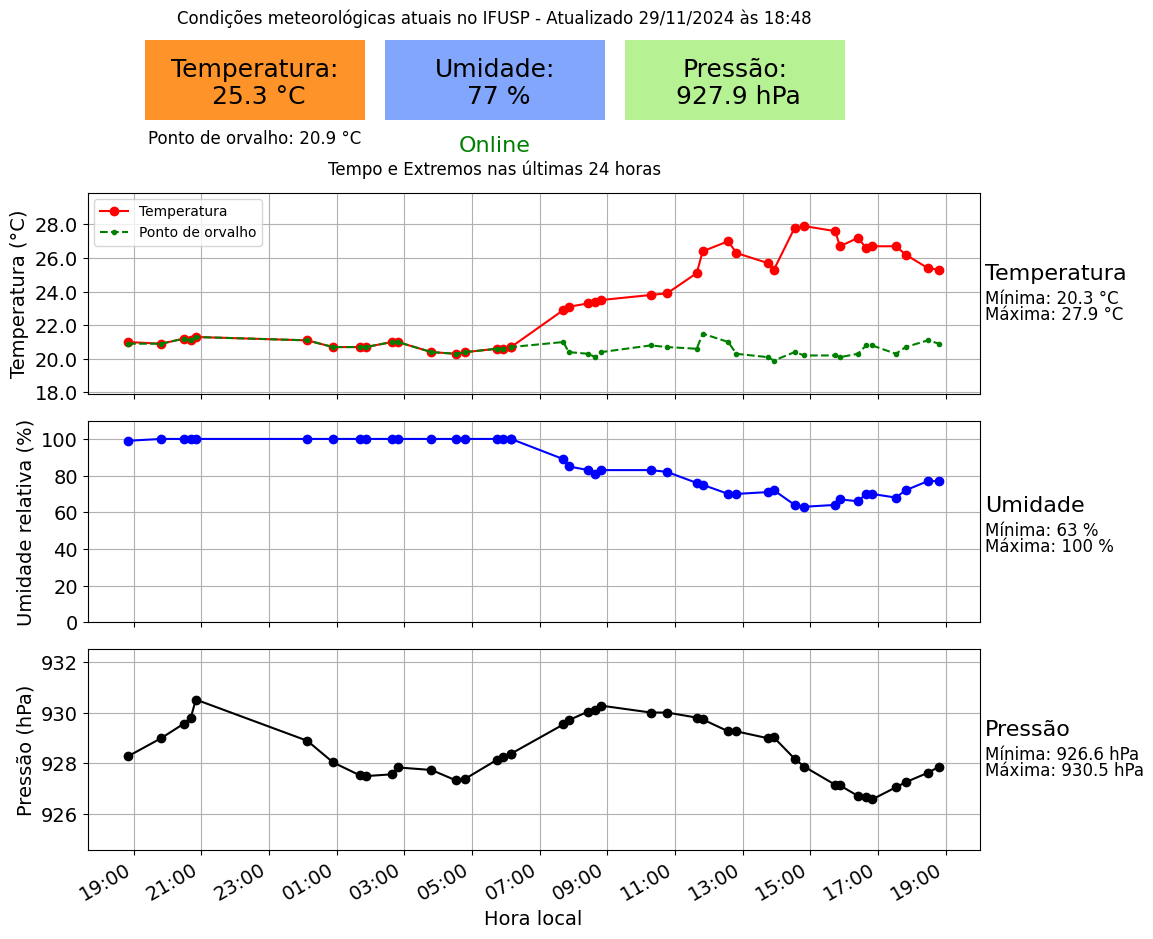 Condições meteorológicas atuais no IFUSP - Atualizado 29/11/2024 às 18:48
Temperatura:
25.3 °C
Umidade:
77 %
Pressão:
927.9 hPa
Ponto de orvalho: 20.9 °C
Online
Tempo e Extremos nas últimas 24 horas
Temperatura (°C)
28.0
26.0
24.0
22.0
20.0
18.0
Temperatura
Ponto de orvalho
Temperatura
Mínima: 20.3 °C
Máxima: 27.9 °C
Umidade relativa (%)
100
80
60
40
20
0
Umidade
Mínima: 63 %
Máxima: 100 %
Pressão (hPa)
932
930
928
926
Pressão
Mínima: 926.6 hPa
Máxima: 930.5 hPa
19:00
21:00
23:00
01:00
03:00
05:00
07:00
09:00
11:00
13:00
15:00
17:00
19:00
Hora local